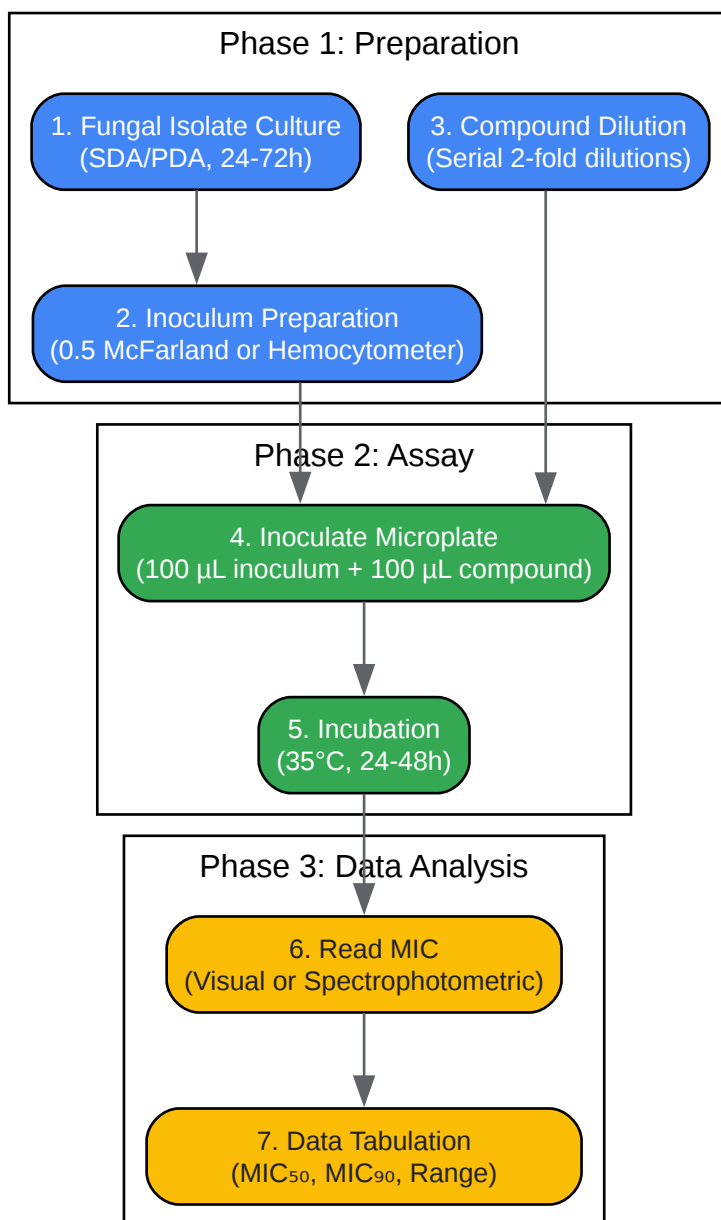 Phase 1: Preparation
1. Fungal Isolate Culture
(SDA/PDA, 24-72h)
3. Compound Dilution
(Serial 2-fold dilutions)
2. Inoculum Preparation
(0.5 McFarland or Hemocytometer)
Phase 2: Assay
4. Inoculate Microplate
(100 µL inoculum + 100 µL compound)
5. Incubation
(35°C, 24-48h)
Phase 3: Data Analysis
6. Read MIC
(Visual or Spectrophotometric)
7. Data Tabulation
(MIC₅₀, MIC₉₀, Range)